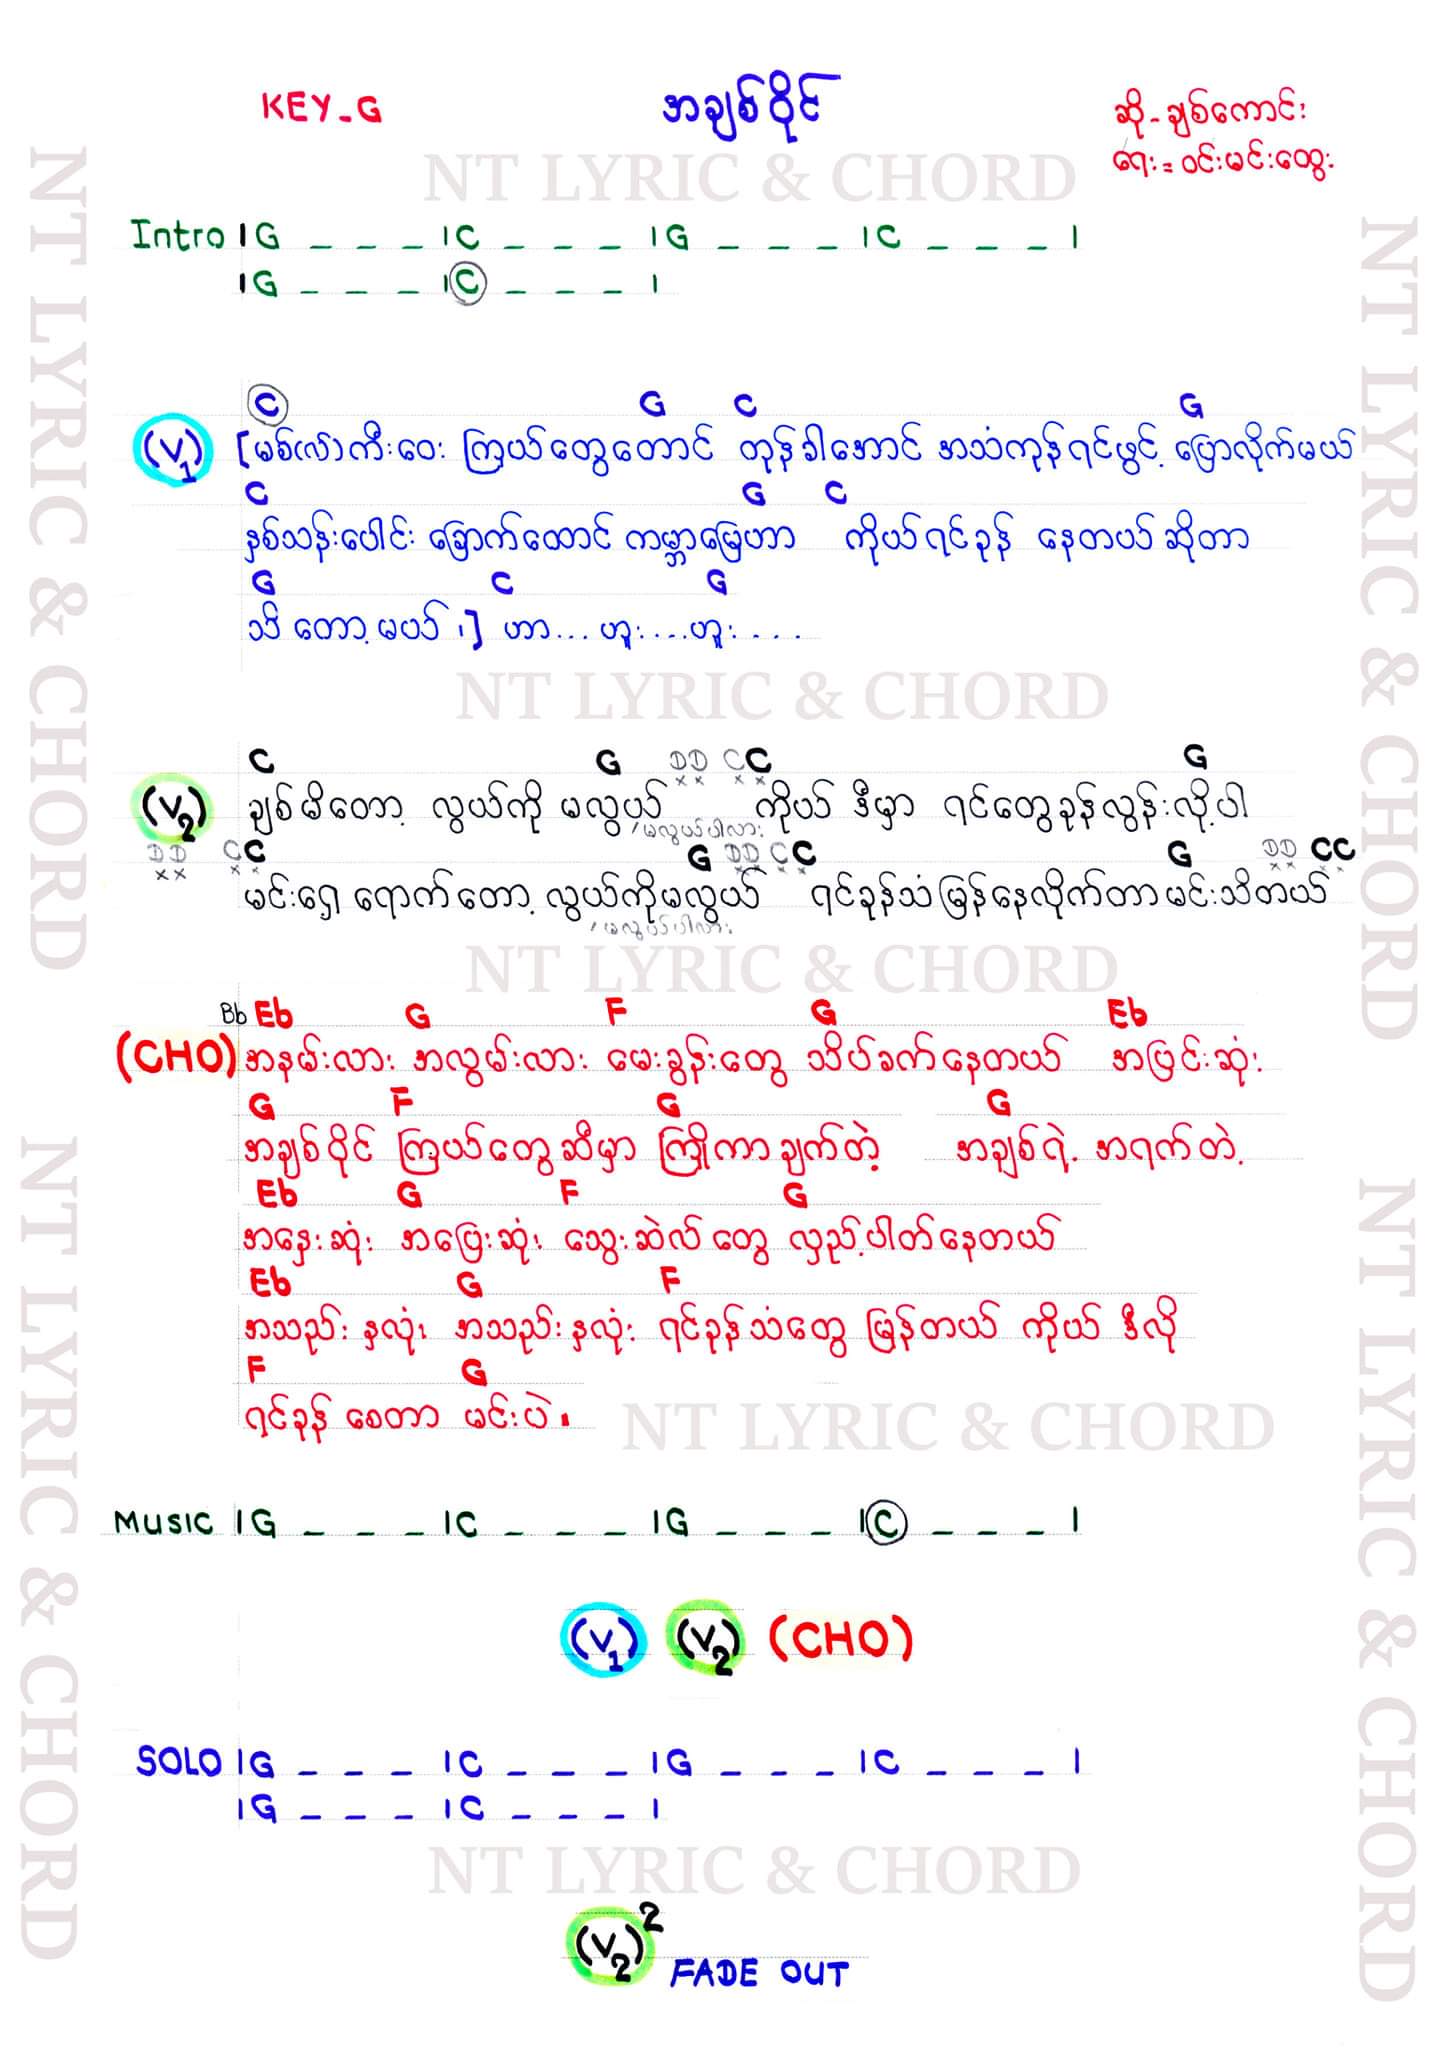 KEY_G
အချစ်ဝိုင်
ဆို - ချစ်ကောင်း
ရေး = ဝင်းမင်းထွေး
NT LYRIC & CHORD
Intro |G _ _ _ |C _ _ _ |G _ _ _ |C _ _ _ |
|G _ _ _ |C _ _ _ |
C G C G
(V1) [မစ်(လ်)ကီးဝေး ကြယ်တွေတောင် တုန်ခါအောင် အသံကုန်ရင်ဖွင့် ပြောလိုက်မယ်
C G C
နှစ်သန်းပေါင်း ခြောက်ထောင် ကမ္ဘာမြေဟာ ကိုယ်ရင်ခုန် နေတယ်ဆိုတာ
G C G
သိတော့မယ် ၊] ဟာ... ဟူး....ဟူး....
NT LYRIC & CHORD
C G DD CC G
(V2) ချစ်မိတော့ လွယ်ကို မလွယ် ကိုယ် ဒီမှာ ရင်တွေခုန်လွန်းလို့ပါ
, မလွယ်ပါလား
DD CC G DD CC G DD CC
မင်းရှေ့ရောက်တော့ လွယ်ကိုမလွယ် ရင်ခုန်သံမြန်နေလိုက်တာမင်းသိတယ်
, မလွယ်ပါလား
NT LYRIC & CHORD
Bb Eb G F G Eb
(CHO) အနမ်းလား အလွမ်းလား မေးခွန်းတွေ သိပ်ခက်နေတယ် အပြင်းဆုံး
G F G G
အချစ်ဝိုင် ကြယ်တွေဆီမှာ ကြိုကာချက်တဲ့ အချစ်ရဲ့ အရက်တဲ့
Eb G F G
အနှေးဆုံး အဖြေးဆုံး သွေးဆဲလ်တွေ လှည့်ပါတ်နေတယ်
Eb G F
အသည်းနှလုံး အသည်းနှလုံး ရင်ခုန်သံတွေ မြန်တယ် ကိုယ် ဒီလို
F G
ရင်ခုန် စေတာ မင်းပဲ ။
NT LYRIC & CHORD
MUSIC |G _ _ _ |C _ _ _ |G _ _ _ |C _ _ _ |
(V1) (V2) (CHO)
SOLO |G _ _ _ |C _ _ _ |G _ _ _ |C _ _ _ |
|G _ _ _ |C _ _ _ |
NT LYRIC & CHORD
(V2)2 FADE OUT
NT LYRIC & CHORD
NT LYRIC & CHORD
NT LYRIC & CHORD
NT LYRIC & CHORD